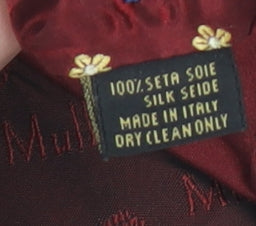 100% SETA SOIE
SILK SEIDE
MADE IN ITALY
DRY CLEAN ONLY